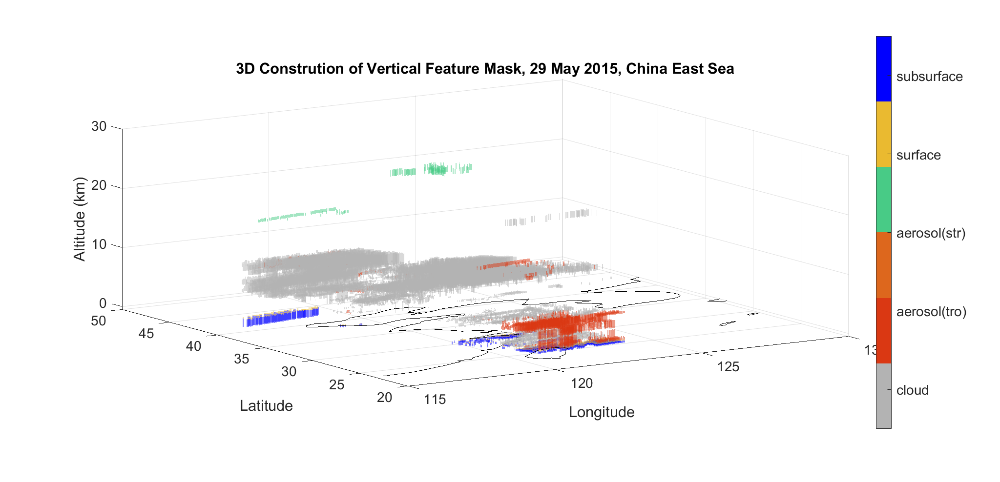 3D Constrution of Vertical Feature Mask, 29 May 2015, China East Sea
30
20
10
0
Altitude (km)
50
45
40
35
30
25
20
Latitude
115
120
125
13
Longitude
subsurface
surface
aerosol(str)
aerosol(tro)
cloud